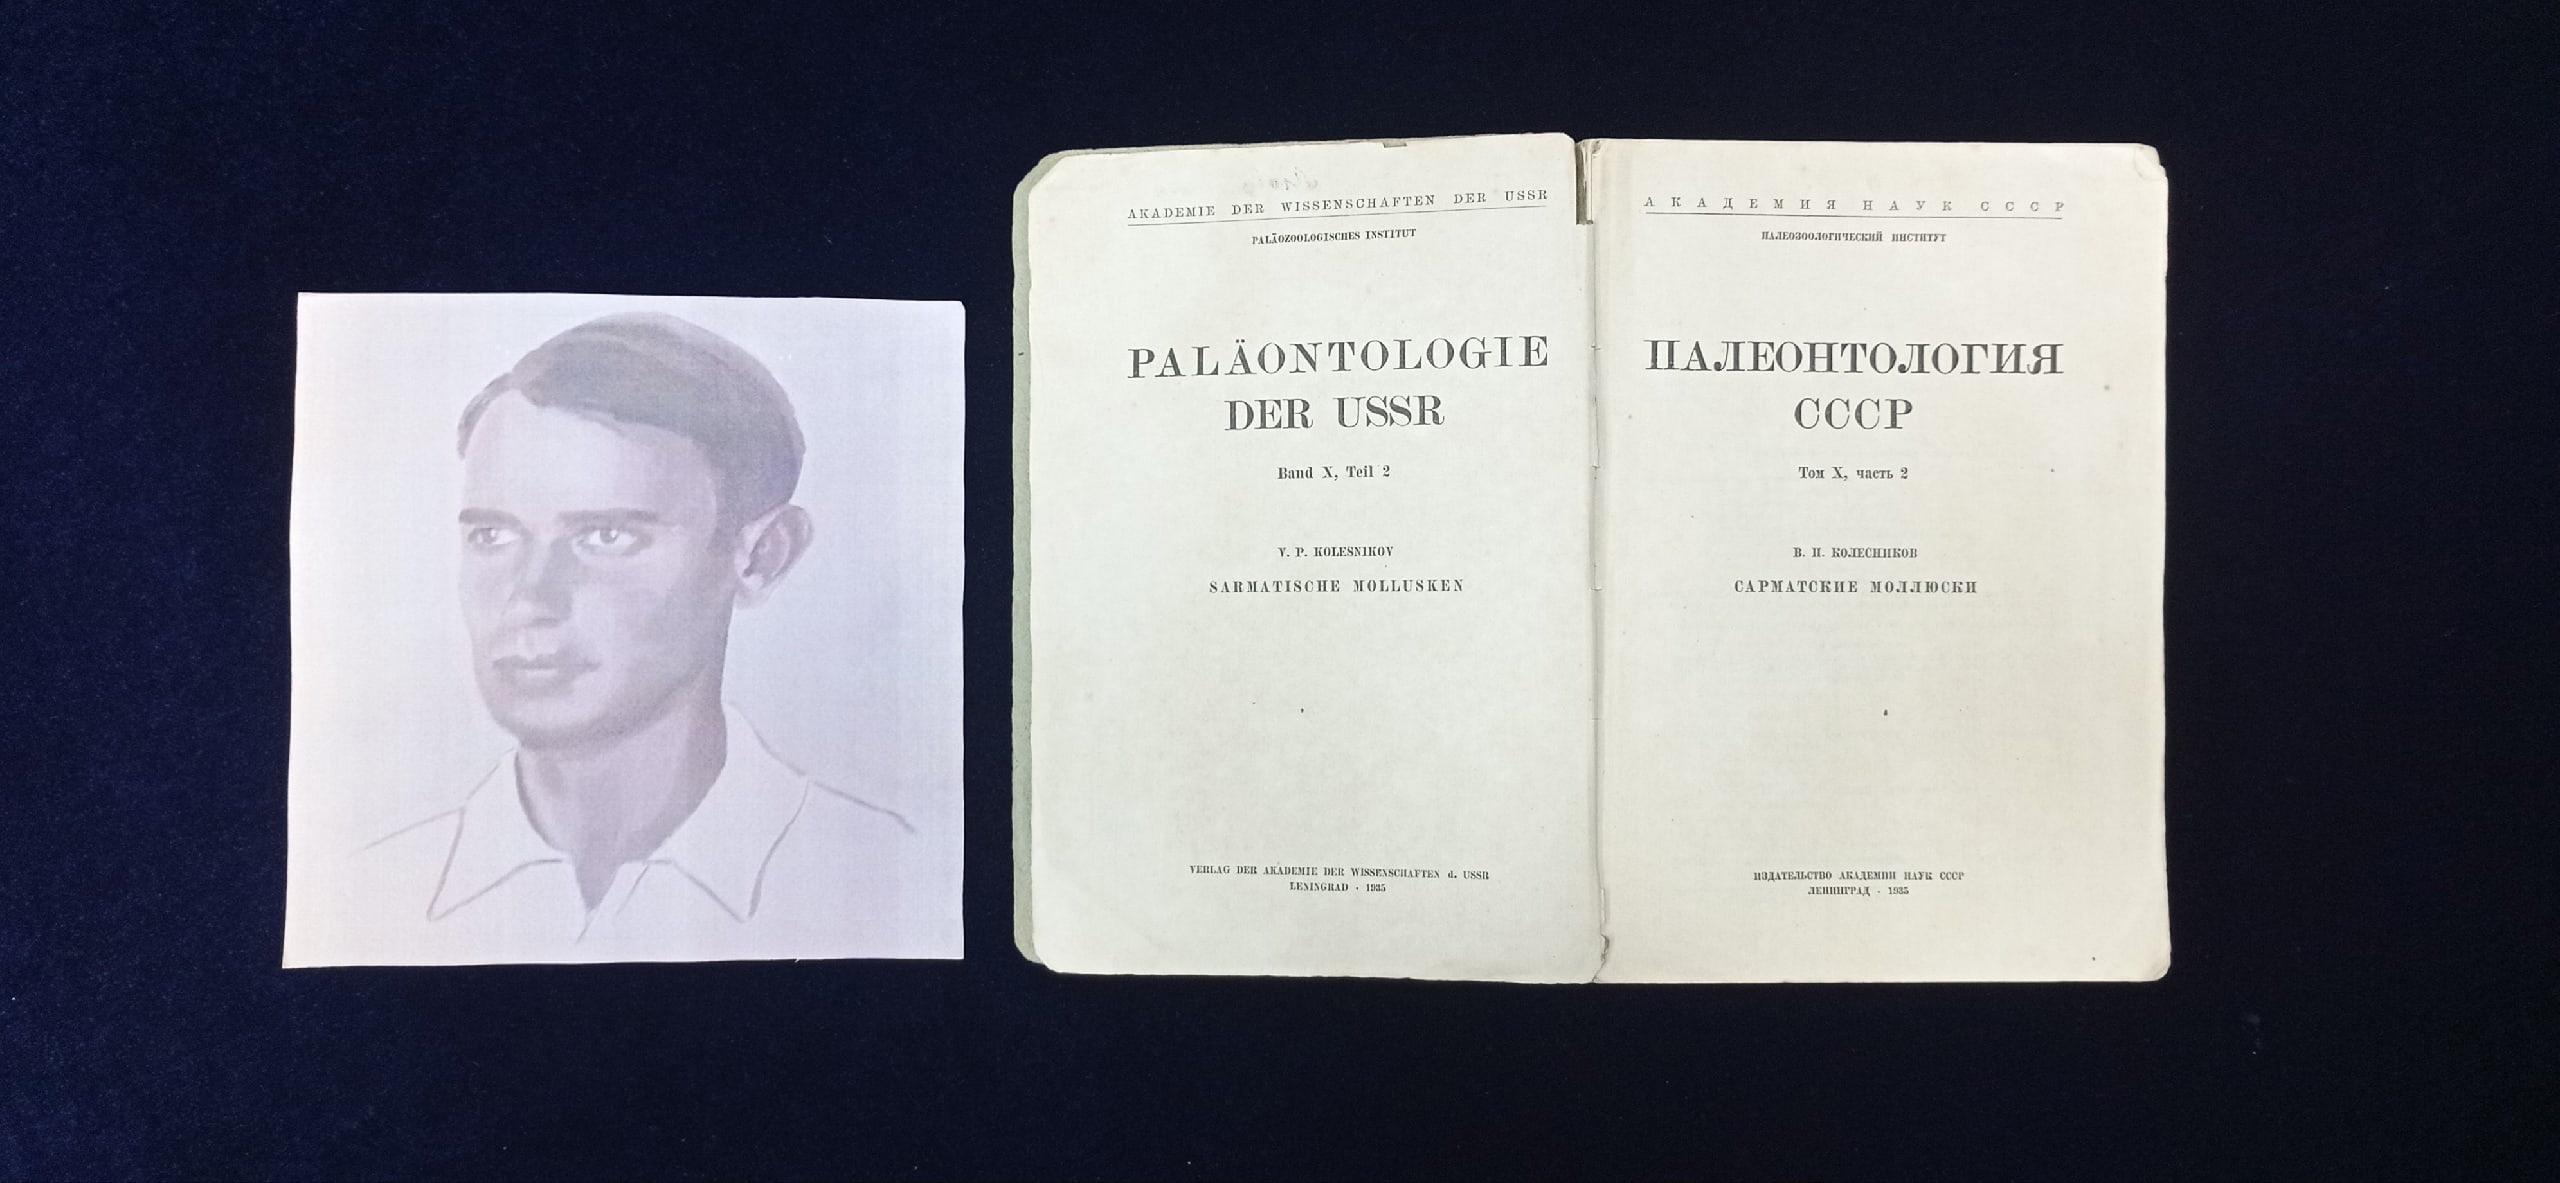 AKADEMIE DER WISSENSCHAFTEN DER USSR
PALÄOZOOLOGISCHES INSTITUT
PALÄONTOLOGIE
DER USSR
Band X, Teil 2
V. P. KOLESNIKOV
SARMATISCHE MOLLUSKEN
VERLAG DER AKADEMIE DER WISSENSCHAFTEN d. USSR
LENINGRAD · 1935
АКАДЕМИЯ НАУК СССР
ПАЛЕОЗООЛОГИЧЕСКИЙ ИНСТИТУТ
ПАЛЕОНТОЛОГИЯ
СССР
Том X, часть 2
В. П. КОЛЕСНИКОВ
САРМАТСКИЕ МОЛЛЮСКИ
ИЗДАТЕЛЬСТВО АКАДЕМИИ НАУК СССР
ЛЕНИНГРАД · 1935